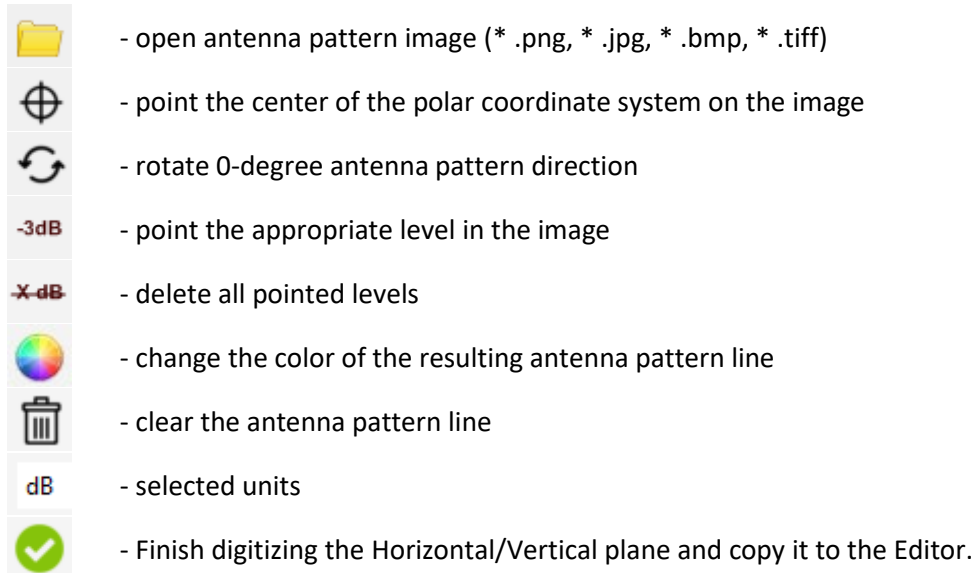 - open antenna pattern image (* .png, * .jpg, * .bmp, * .tiff)
- point the center of the polar coordinate system on the image
- rotate 0-degree antenna pattern direction
-3dB - point the appropriate level in the image
X dB - delete all pointed levels
- change the color of the resulting antenna pattern line
- clear the antenna pattern line
dB - selected units
- Finish digitizing the Horizontal/Vertical plane and copy it to the Editor.